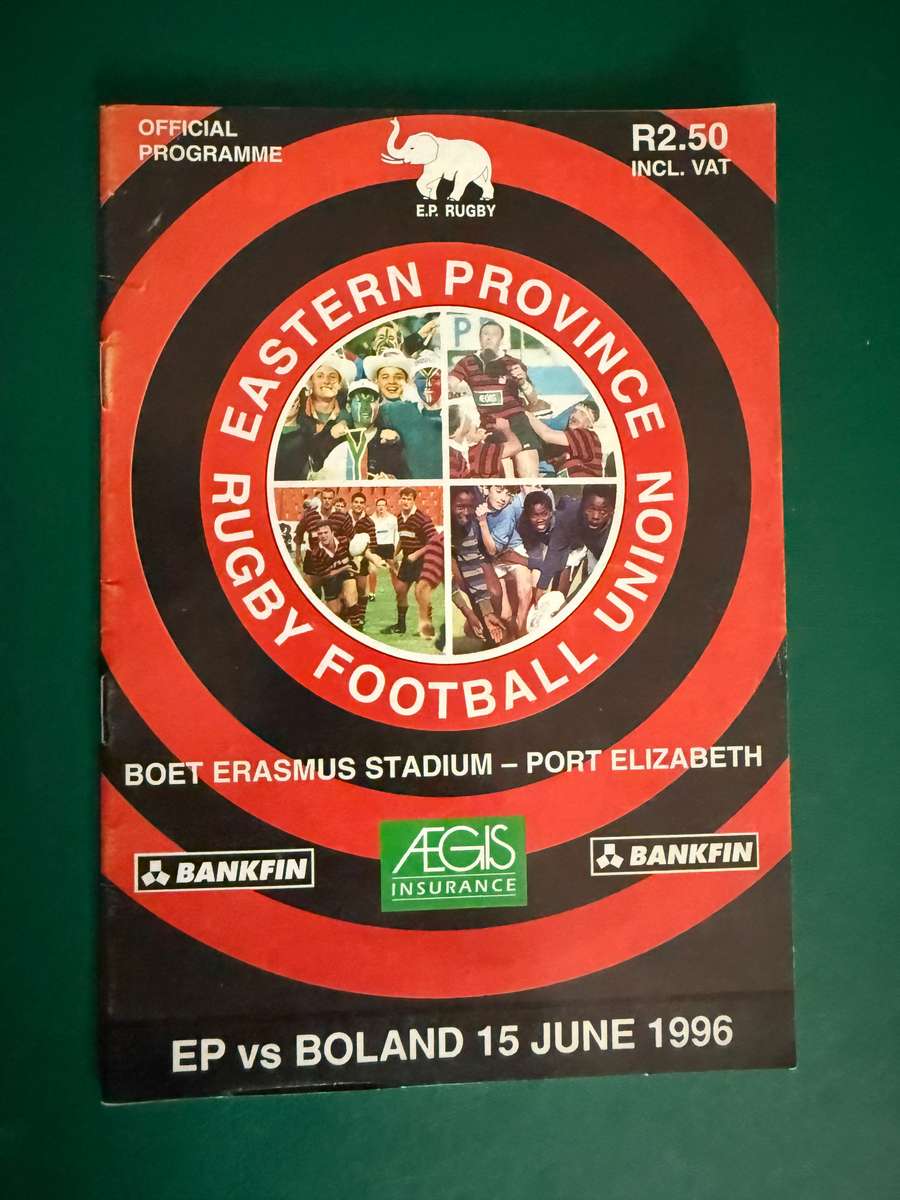 OFFICIAL
PROGRAMME
R2.50
INCL. VAT
E.P. RUGBY
EASTERN PROVINCE
RUGBY FOOTBALL UNION
AEGIS
BOET ERASMUS STADIUM – PORT ELIZABETH
BANKFIN
ÆGIS
INSURANCE
BANKFIN
EP vs BOLAND 15 JUNE 1996